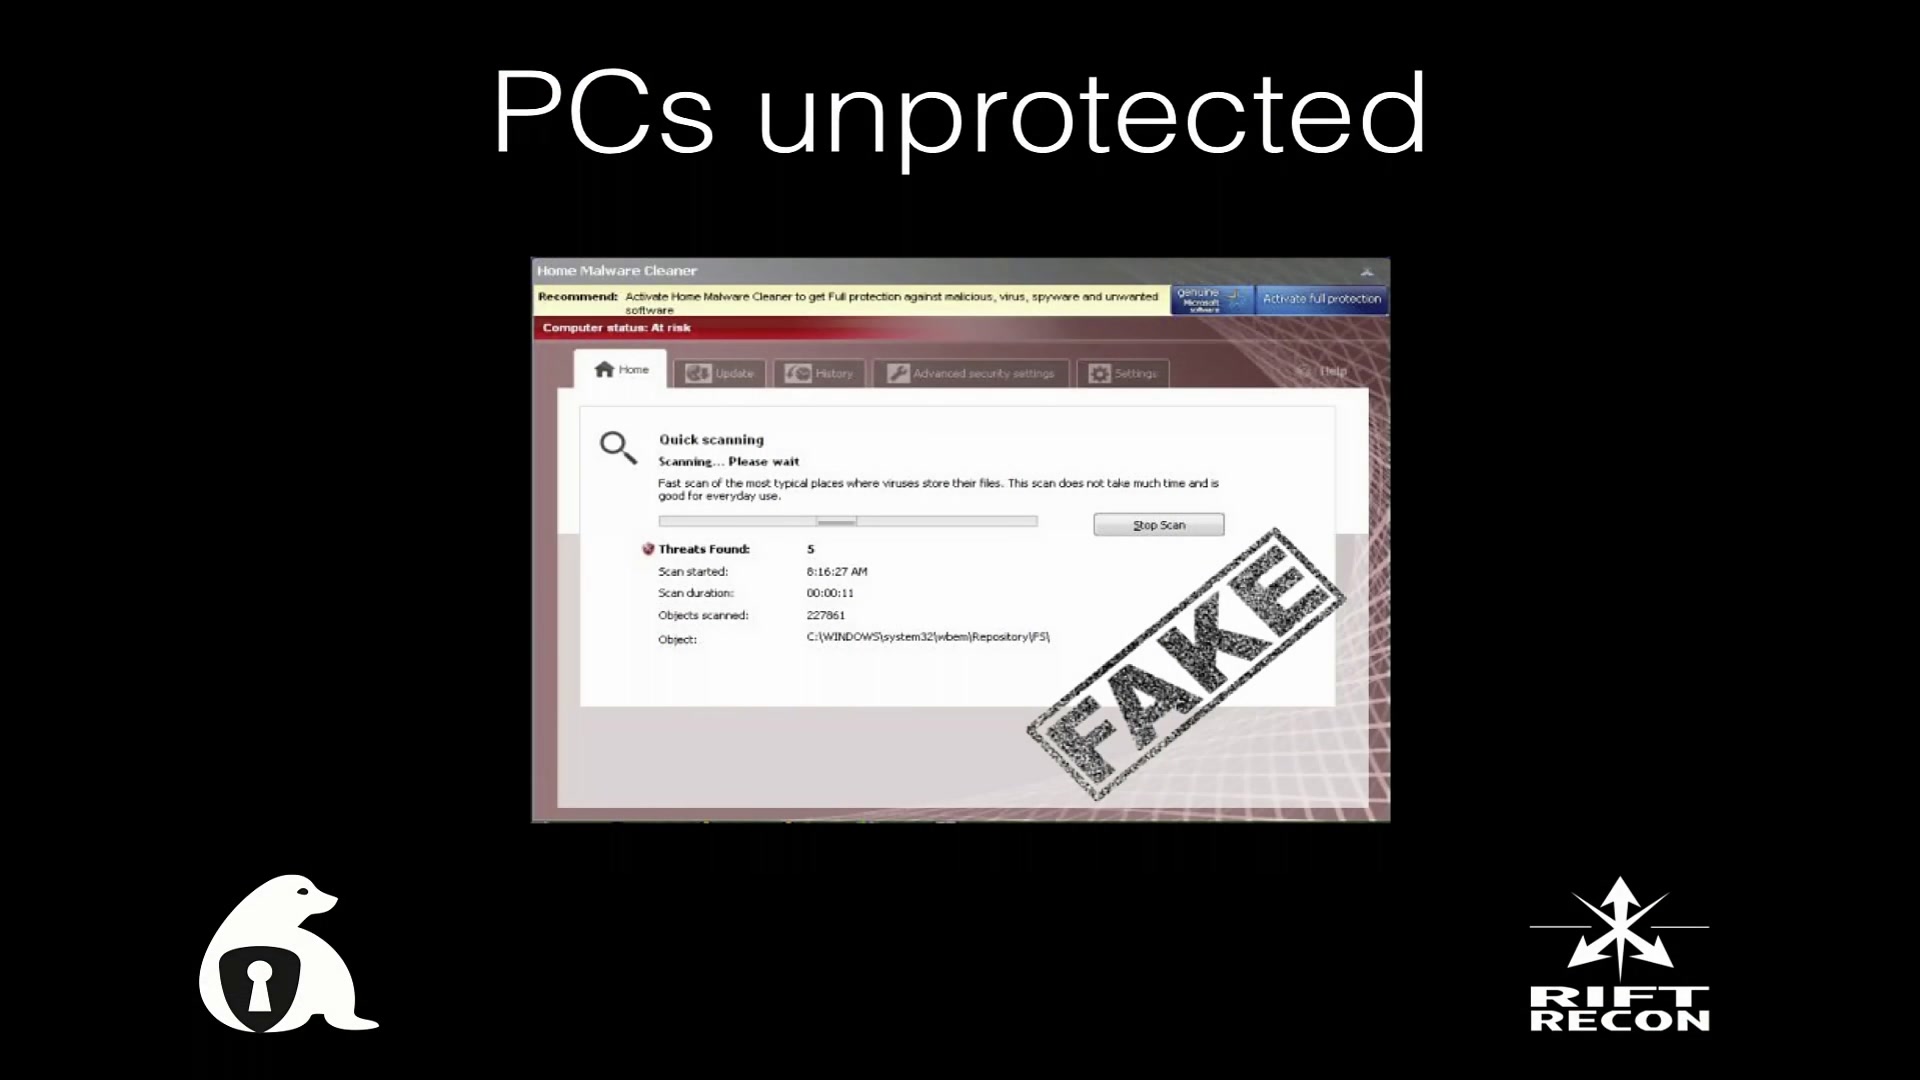 PCs unprotected
Home Malware Cleaner
Recommend: Activate Home Malware Cleaner to get Full protection against malicious, virus, spyware and unwanted
software
genuine
Microsoft
software
Activate full protection
Computer status: At risk
Home
Update
History
Advanced security settings
Settings
Help
Quick scanning
Scanning... Please wait
Fast scan of the most typical places where viruses store their files. This scan does not take much time and is
good for everyday use.
Stop Scan
Threats Found: 5
Scan started: 8:16:27 AM
Scan duration: 00:00:11
Objects scanned: 227861
Object: C:\WINDOWS\system32\wbem\Repository\FS\
FAKE
RIFT
RECON